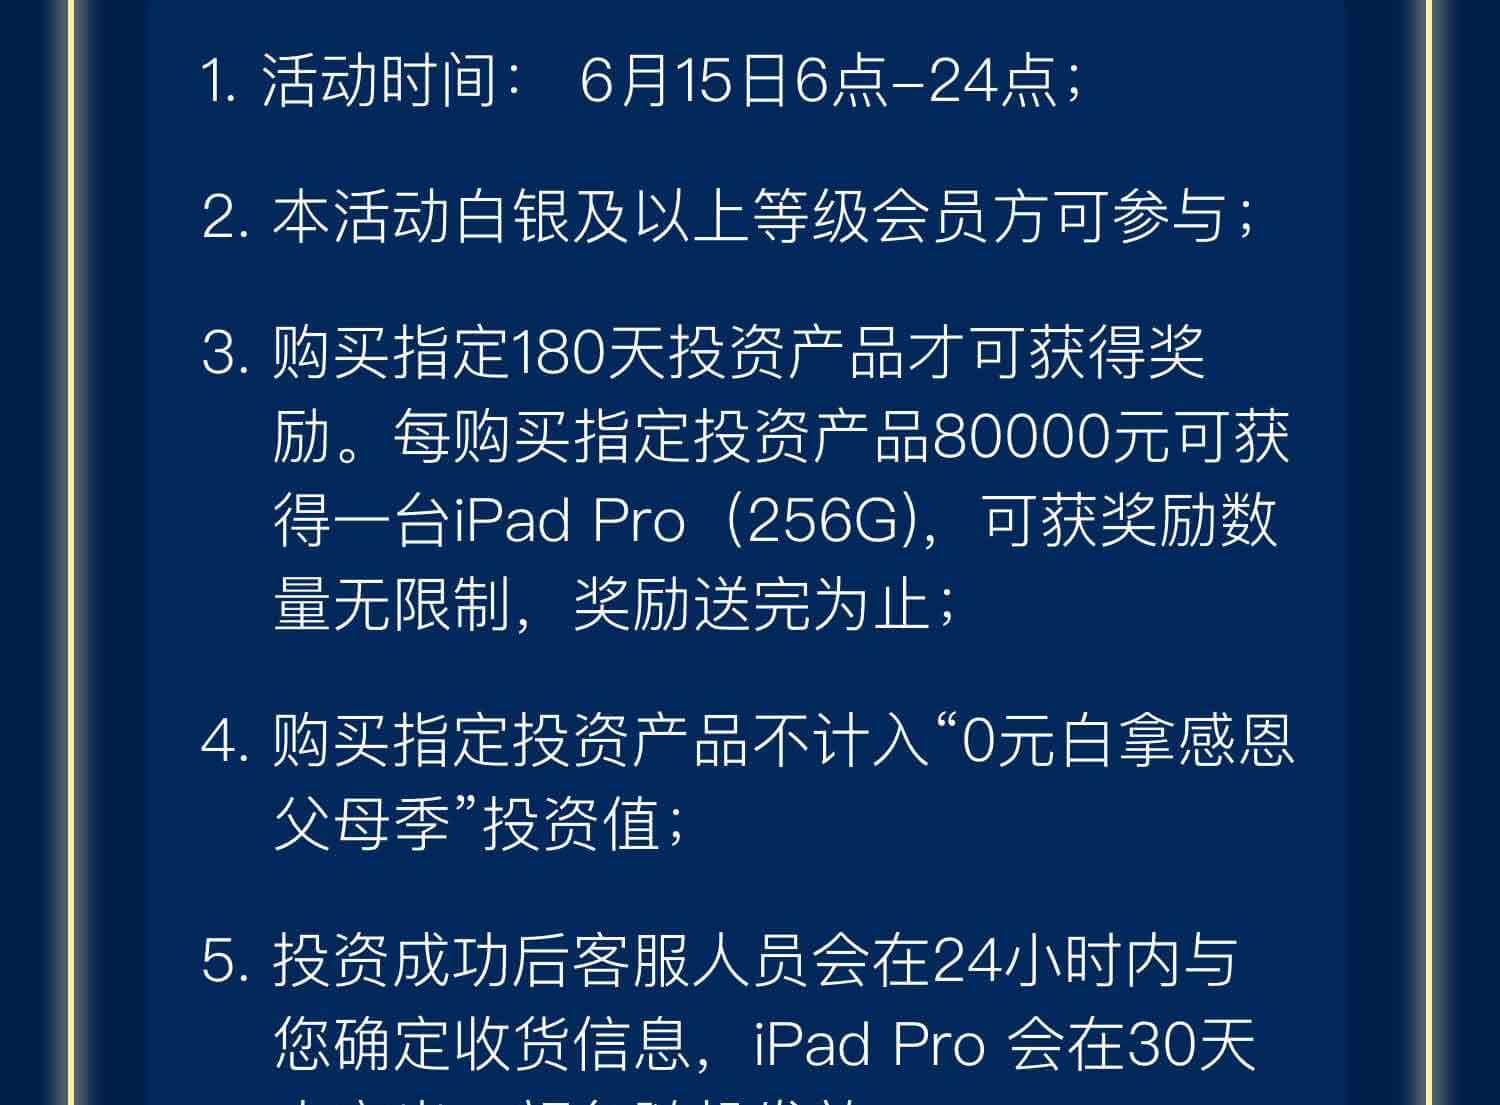 1. 活动时间： 6月15日6点-24点；
2. 本活动白银及以上等级会员方可参与；
3. 购买指定180天投资产品才可获得奖
励。每购买指定投资产品80000元可获
得一台iPad Pro（256G），可获奖励数
量无限制，奖励送完为止；
4. 购买指定投资产品不计入“0元白拿感恩
父母季”投资值；
5. 投资成功后客服人员会在24小时内与
您确定收货信息，iPad Pro 会在30天